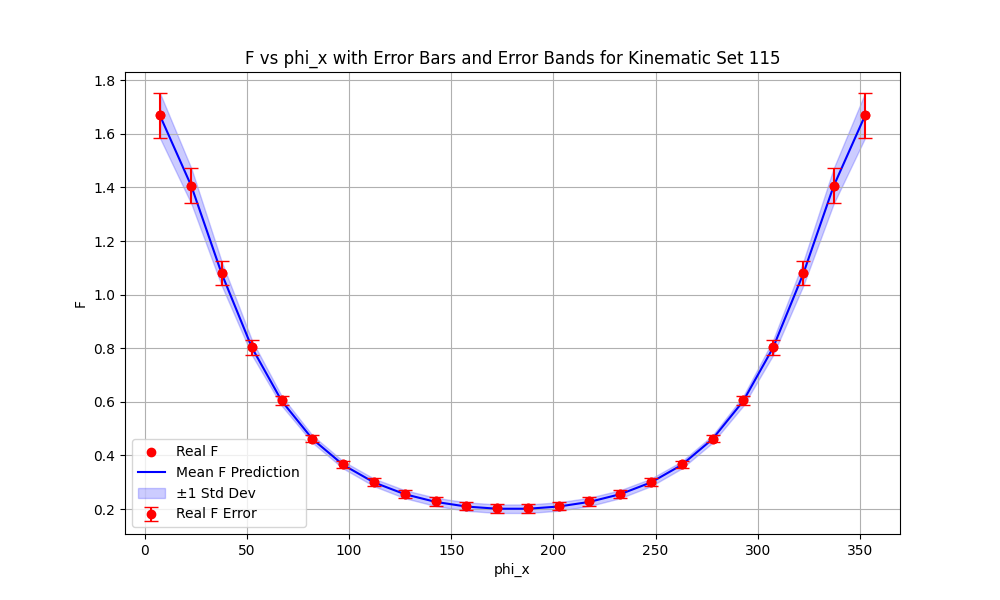 F vs phi_x with Error Bars and Error Bands for Kinematic Set 115
1.8
1.6
1.4
1.2
1.0
0.8
0.6
0.4
0.2
F
Real F
Mean F Prediction
±1 Std Dev
Real F Error
0 50 100 150 200 250 300 350
phi_x